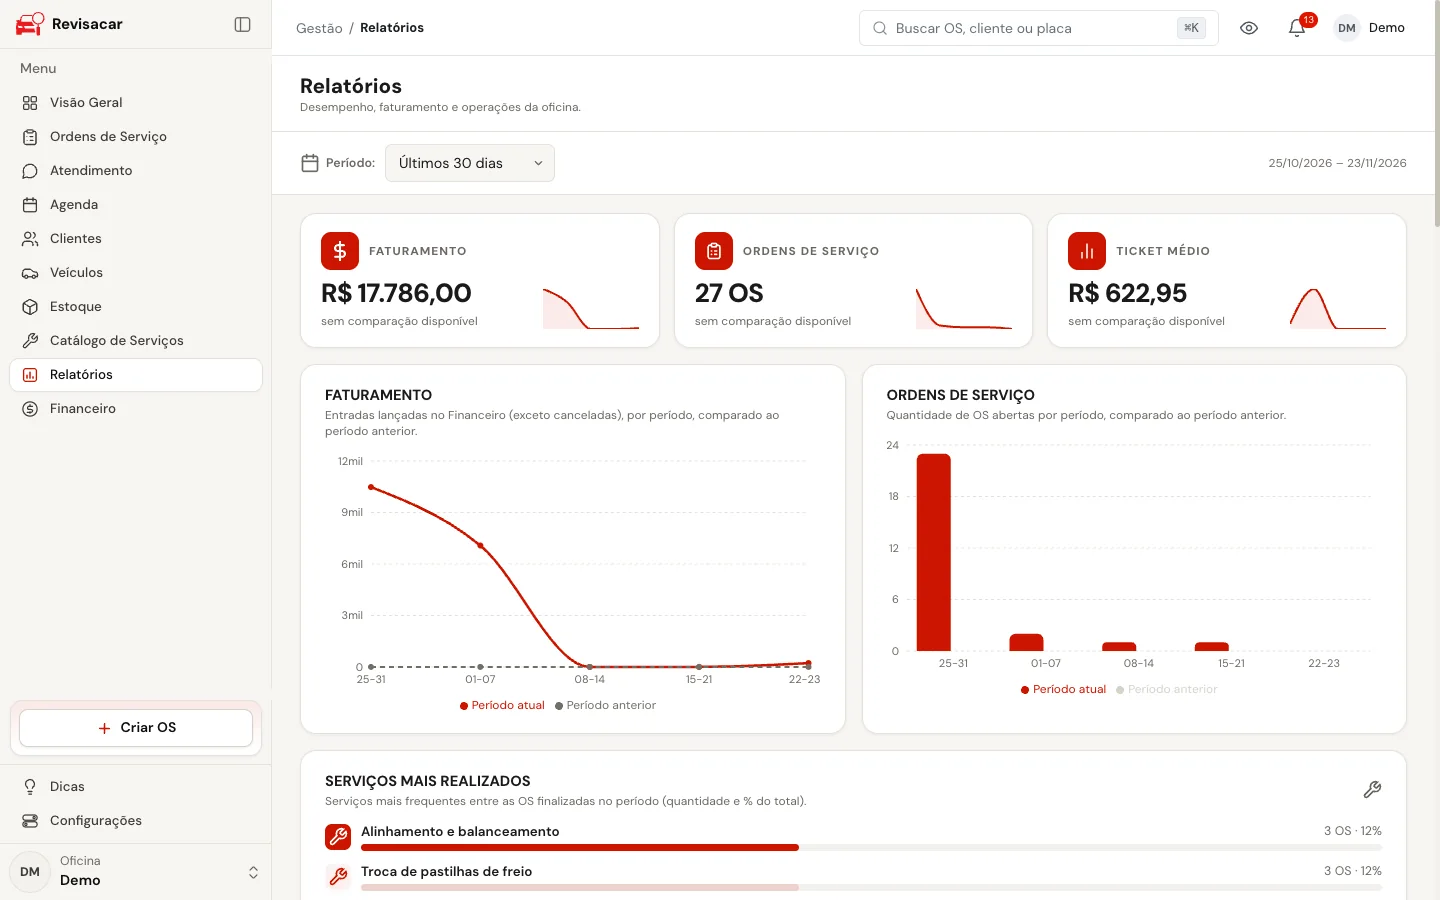 Revisacar
Menu
Visão Geral
Ordens de Serviço
Atendimento
Agenda
Clientes
Veículos
Estoque
Catálogo de Serviços
Relatórios
Financeiro
Criar OS
Dicas
Configurações
DM
Oficina
Demo
Gestão / Relatórios
Buscar OS, cliente ou placa
⌘K
13
DM
Demo
Relatórios
Desempenho, faturamento e operações da oficina.
Período:
Últimos 30 dias
25/10/2026 – 23/11/2026
FATURAMENTO
R$ 17.786,00
sem comparação disponível
ORDENS DE SERVIÇO
27 OS
sem comparação disponível
TICKET MÉDIO
R$ 622,95
sem comparação disponível
FATURAMENTO
Entradas lançadas no Financeiro (exceto canceladas), por período, comparado ao
período anterior.
12mil
9mil
6mil
3mil
0
25-31 01-07 08-14 15-21 22-23
Período atual Período anterior
ORDENS DE SERVIÇO
Quantidade de OS abertas por período, comparado ao período anterior.
24
18
12
6
0
25-31 01-07 08-14 15-21 22-23
Período atual Período anterior
SERVIÇOS MAIS REALIZADOS
Serviços mais frequentes entre as OS finalizadas no período (quantidade e % do total).
Alinhamento e balanceamento 3 OS · 12%
Troca de pastilhas de freio 3 OS · 12%